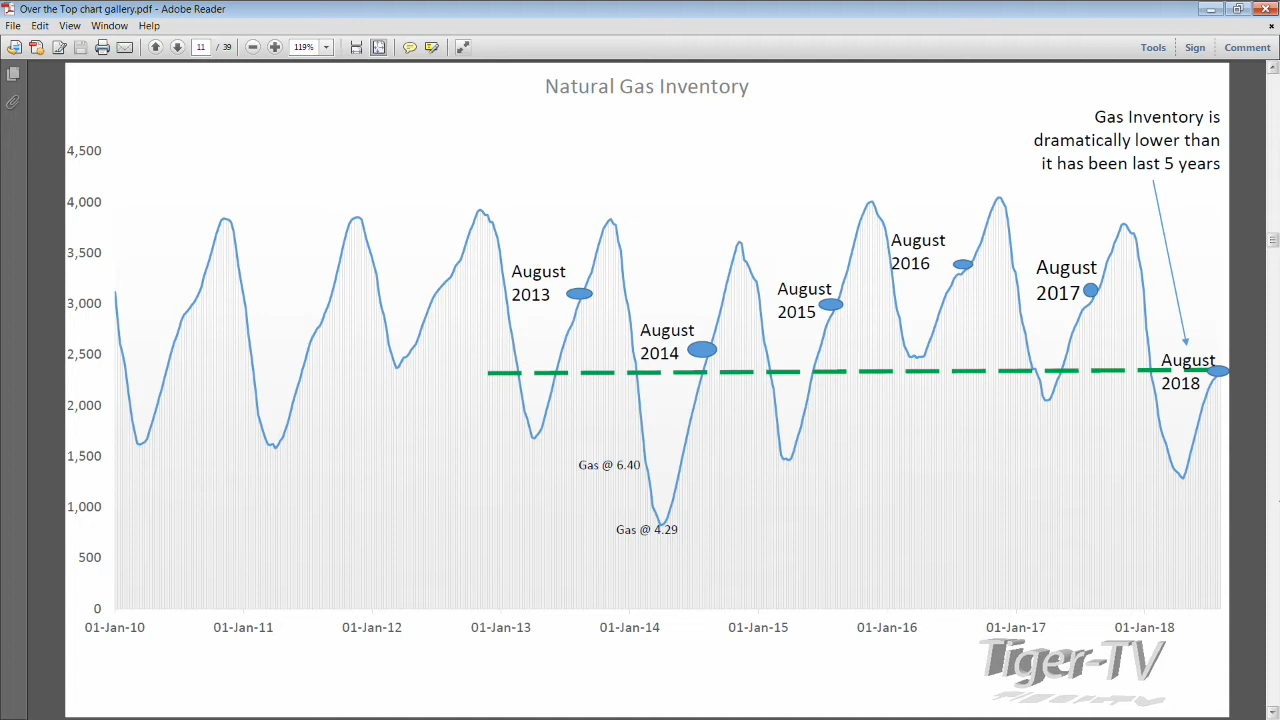 Over the Top chart gallery.pdf - Adobe Reader
File Edit View Window Help
11 / 39 119% Tools Sign Comment
Natural Gas Inventory
Gas Inventory is
dramatically lower than
it has been last 5 years
4,500
4,000
3,500
3,000
2,500
2,000
1,500
1,000
500
0
August
2013
August
2014
August
2015
August
2016
August
2017
August
2018
Gas @ 6.40
Gas @ 4.29
01-Jan-10 01-Jan-11 01-Jan-12 01-Jan-13 01-Jan-14 01-Jan-15 01-Jan-16 01-Jan-17 01-Jan-18
Tiger-TV